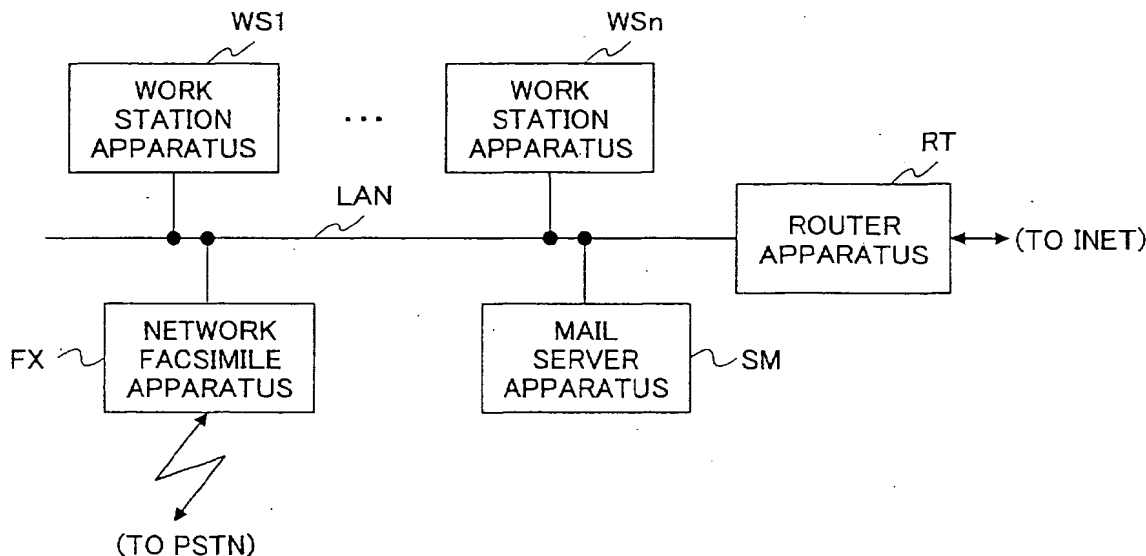 WS1
WSn
WORK
STATION
APPARATUS
...
WORK
STATION
APPARATUS
RT
LAN
ROUTER
APPARATUS
(TO INET)
FX
NETWORK
FACSIMILE
APPARATUS
MAIL
SERVER
APPARATUS
SM
(TO PSTN)